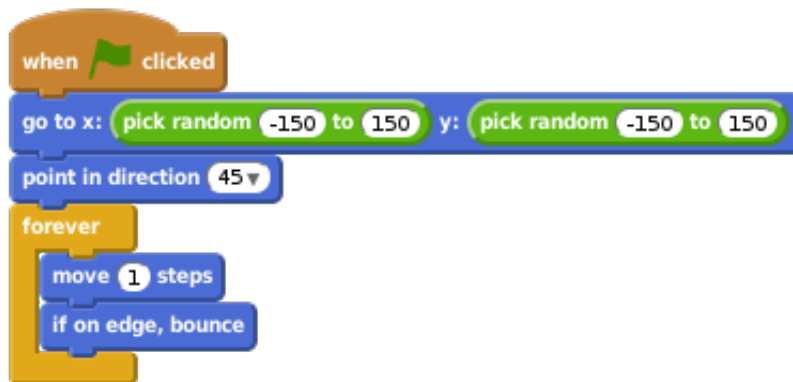 when clicked
go to x: pick random -150 to 150 y: pick random -150 to 150
point in direction 45
forever
move 1 steps
if on edge, bounce